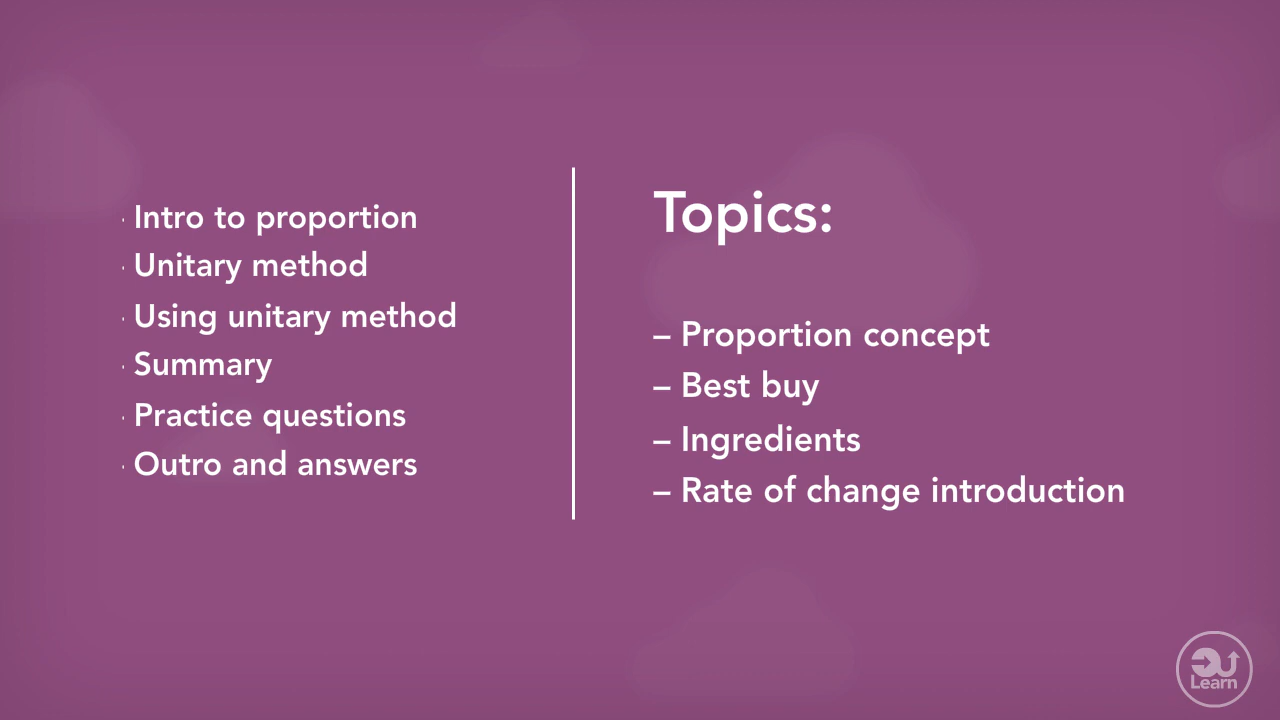 · Intro to proportion
· Unitary method
· Using unitary method
· Summary
· Practice questions
· Outro and answers
Topics:
– Proportion concept
– Best buy
– Ingredients
– Rate of change introduction
Learn